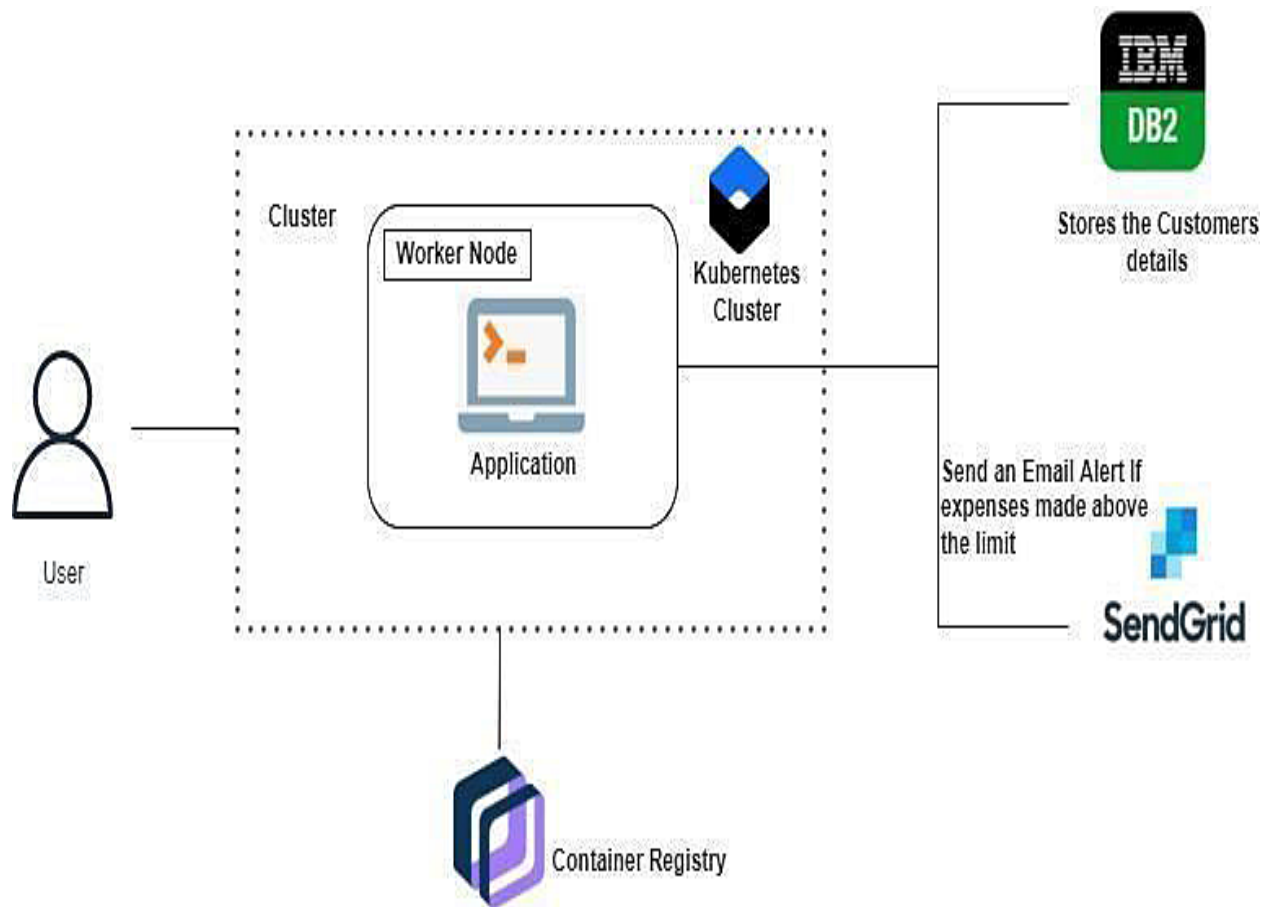 IBM
DB2
Stores the Customers
details
Cluster
Worker Node
Kubernetes
Cluster
Application
User
Send an Email Alert If
expenses made above
the limit
SendGrid
Container Registry